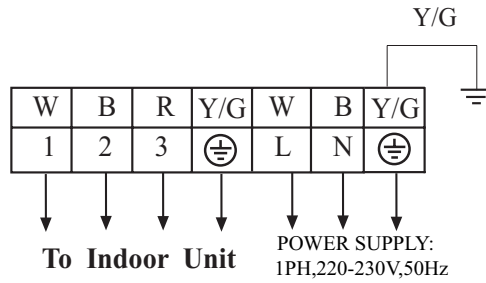 Y/G
W B R Y/G W B Y/G
1 2 3 L N
To Indoor Unit
POWER SUPPLY:
1PH,220-230V,50Hz